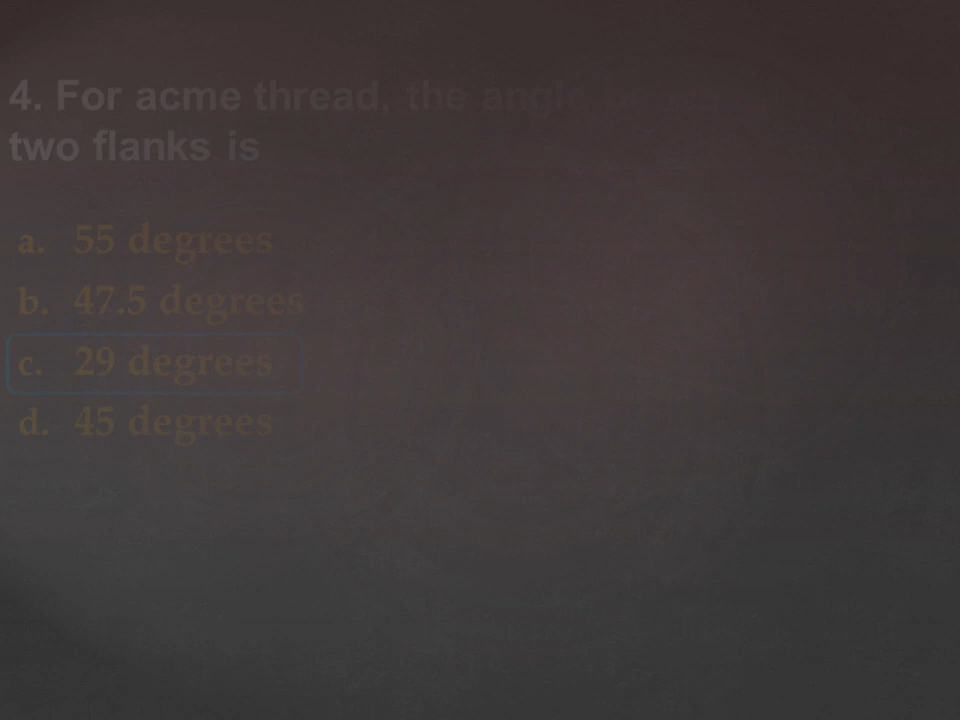 4. For acme thread, the angle
two flanks is
a. 55 degrees
b. 47.5 degrees
c. 29 degrees
d. 45 degrees